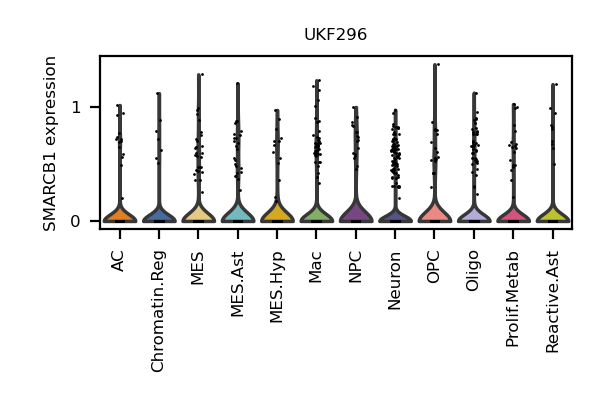 UKF296
SMARCB1 expression
1
0
AC
Chromatin.Reg
MES
MES.Ast
MES.Hyp
Mac
NPC
Neuron
OPC
Oligo
Prolif.Metab
Reactive.Ast